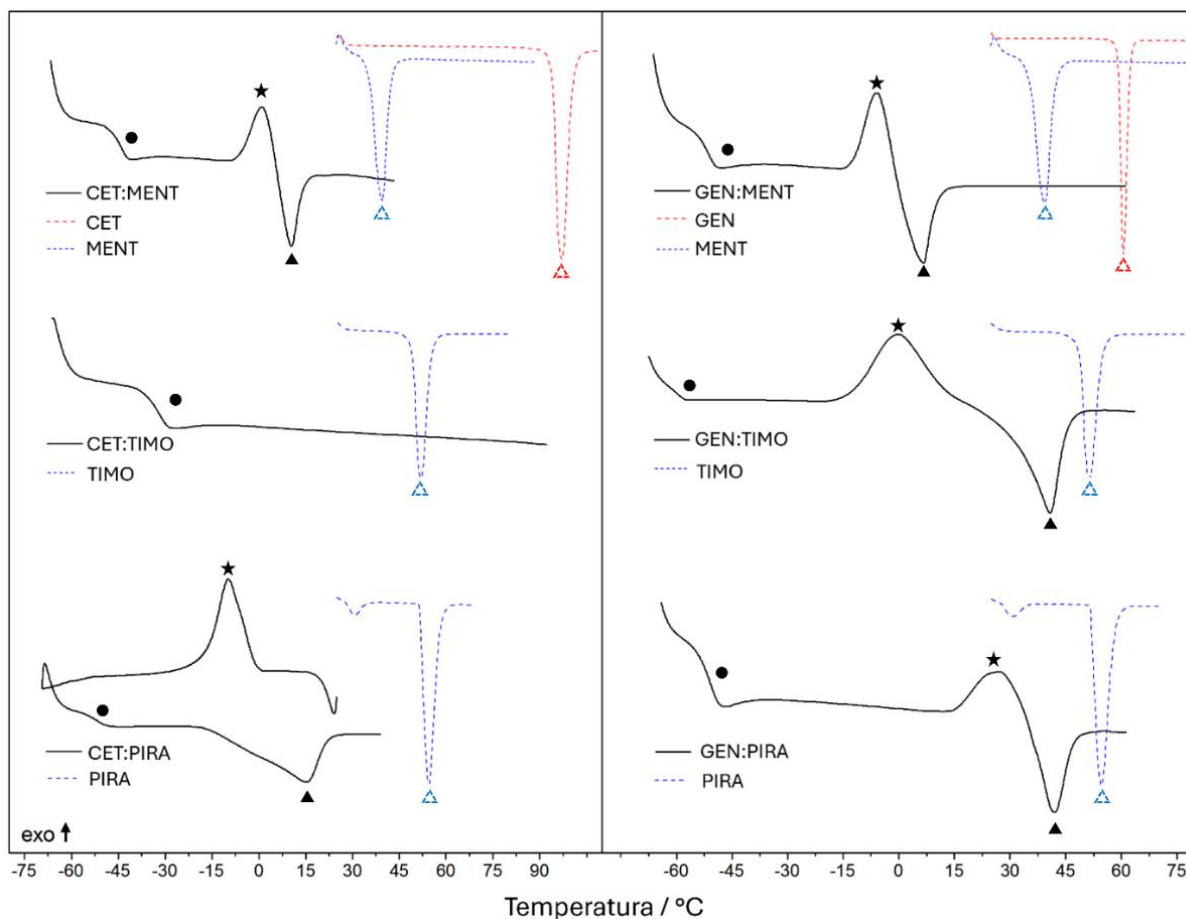 CET:MENT
CET
MENT
GEN:MENT
GEN
MENT
CET:TIMO
TIMO
GEN:TIMO
TIMO
CET:PIRA
PIRA
GEN:PIRA
PIRA
exo
-75 -60 -45 -30 -15 0 15 30 45 60 75 90
-60 -45 -30 -15 0 15 30 45 60 75
Temperatura / °C